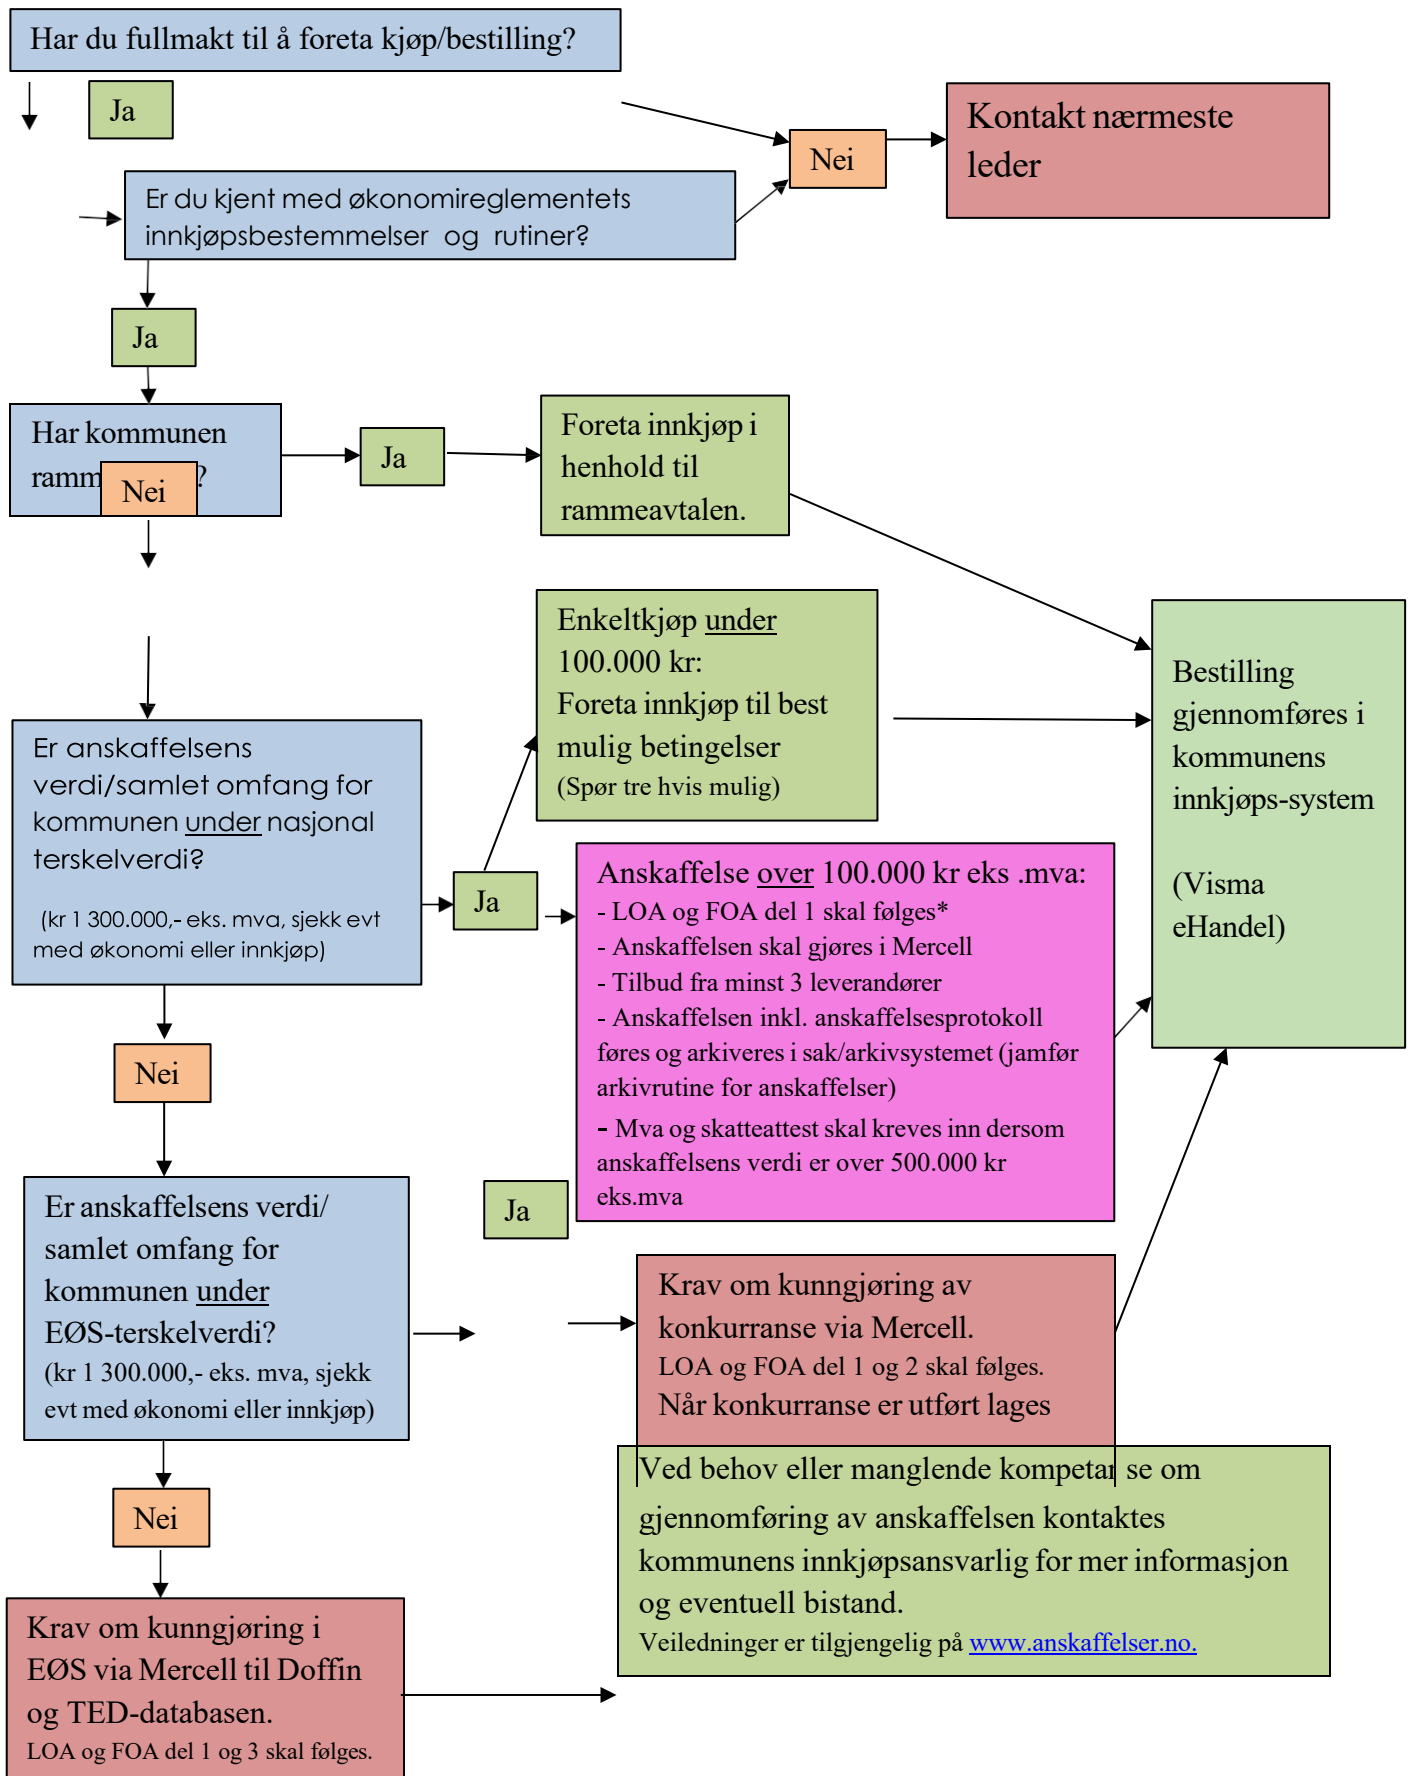 Har du fullmakt til å foreta kjøp/bestilling?
Ja
Nei
Kontakt nærmeste
leder
Er du kjent med økonomireglementets
innkjøpsbestemmelser og rutiner?
Ja
Har kommunen
ramm ?
Nei
Ja
Foreta innkjøp i
henhold til
rammeavtalen.
Enkeltkjøp under
100.000 kr:
Foreta innkjøp til best
mulig betingelser
(Spør tre hvis mulig)
Bestilling
gjennomføres i
kommunens
innkjøps-system
(Visma
eHandel)
Er anskaffelsens
verdi/samlet omfang for
kommunen under nasjonal
terskelverdi?
(kr 1 300.000,- eks. mva, sjekk evt
med økonomi eller innkjøp)
Ja
Anskaffelse over 100.000 kr eks .mva:
- LOA og FOA del 1 skal følges*
- Anskaffelsen skal gjøres i Mercell
- Tilbud fra minst 3 leverandører
- Anskaffelsen inkl. anskaffelsesprotokoll
føres og arkiveres i sak/arkivsystemet (jamfør
arkivrutine for anskaffelser)
- Mva og skatteattest skal kreves inn dersom
anskaffelsens verdi er over 500.000 kr
eks.mva
Nei
Er anskaffelsens verdi/
samlet omfang for
kommunen under
EØS-terskelverdi?
(kr 1 300.000,- eks. mva, sjekk
evt med økonomi eller innkjøp)
Ja
Krav om kunngjøring av
konkurranse via Mercell.
LOA og FOA del 1 og 2 skal følges.
Når konkurranse er utført lages
Ved behov eller manglende kompetanse om
gjennomføring av anskaffelsen kontaktes
kommunens innkjøpsansvarlig for mer informasjon
og eventuell bistand.
Veiledninger er tilgjengelig på www.anskaffelser.no.
Nei
Krav om kunngjøring i
EØS via Mercell til Doffin
og TED-databasen.
LOA og FOA del 1 og 3 skal følges.